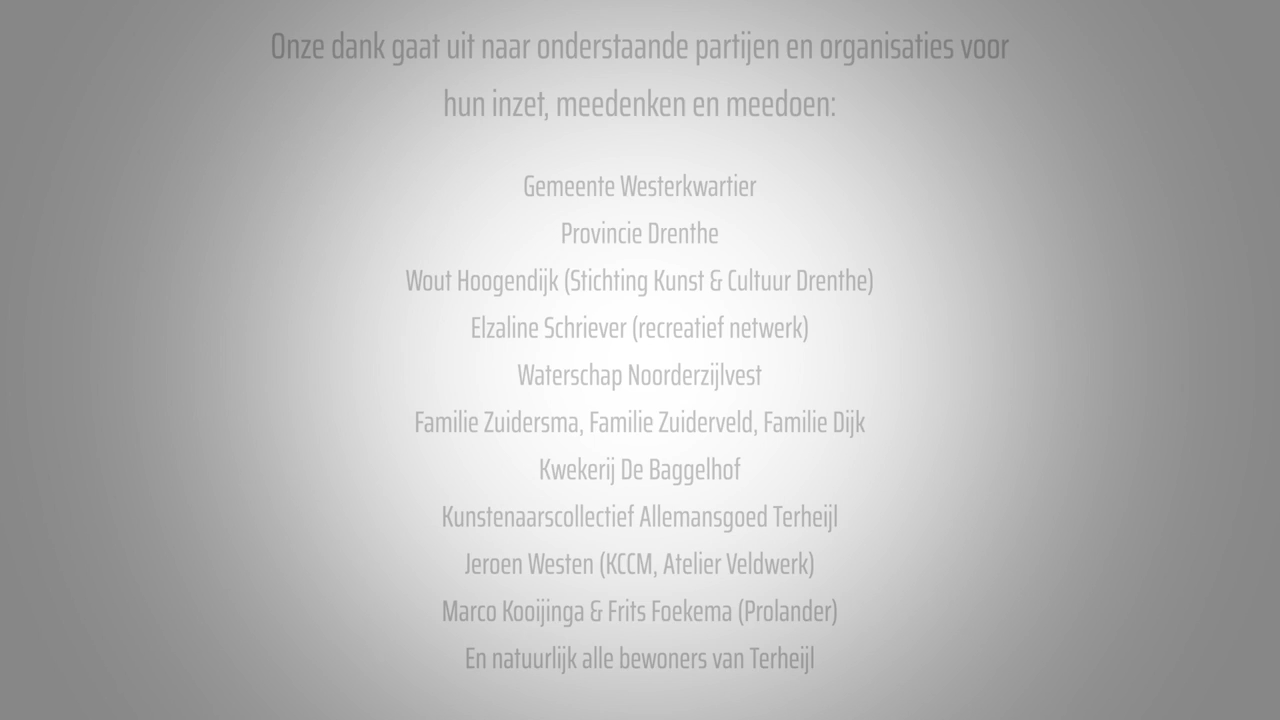 Onze dank gaat uit naar onderstaande partijen en organisaties voor
hun inzet, meedenken en meedoen:
Gemeente Westerkwartier
Provincie Drenthe
Wout Hoogendijk (Stichting Kunst & Cultuur Drenthe)
Elzaline Schriever (recreatief netwerk)
Waterschap Noorderzijlvest
Familie Zuidersma, Familie Zuiderveld, Familie Dijk
Kwekerij De Baggelhof
Kunstenaarscollectief Allemansgoed Terheijl
Jeroen Westen (KCCM, Atelier Veldwerk)
Marco Kooijinga & Frits Foekema (Prolander)
En natuurlijk alle bewoners van Terheijl